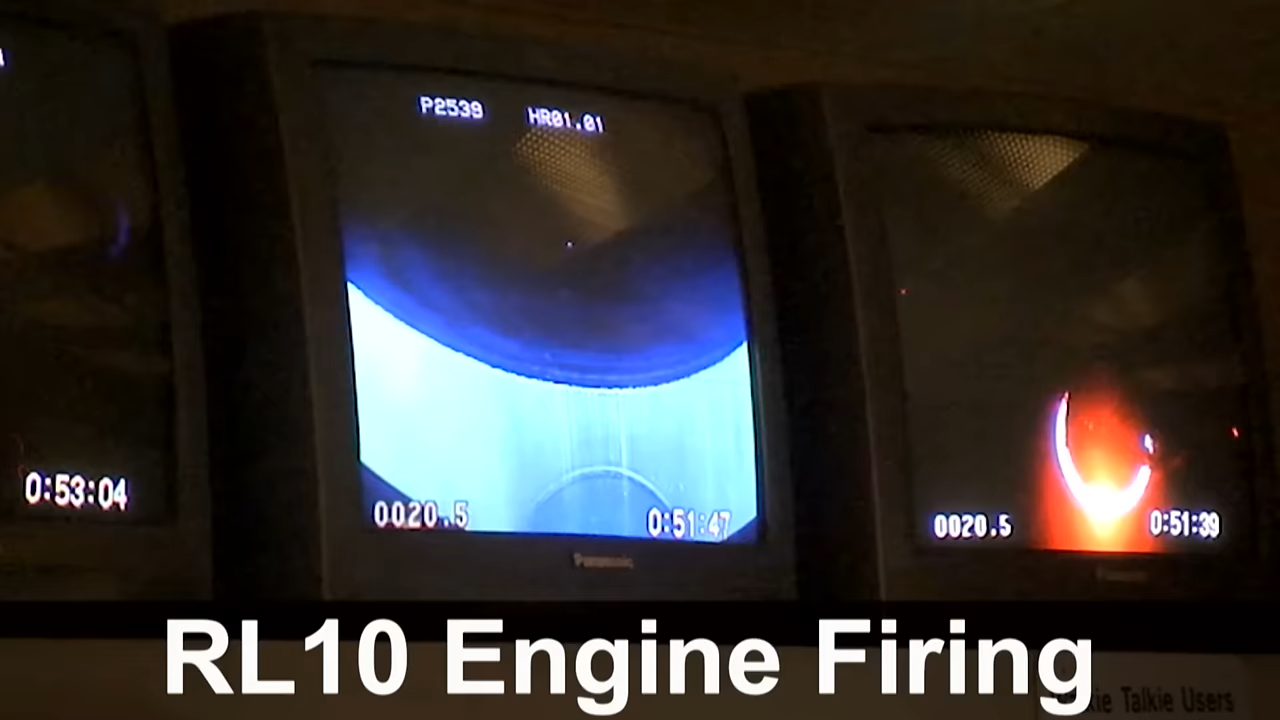 P2539 HR01.01
0:53:04
0020.5 0:51:47
0020.5 0:51:39
Panasonic
RL10 Engine Firing
Talkie Users